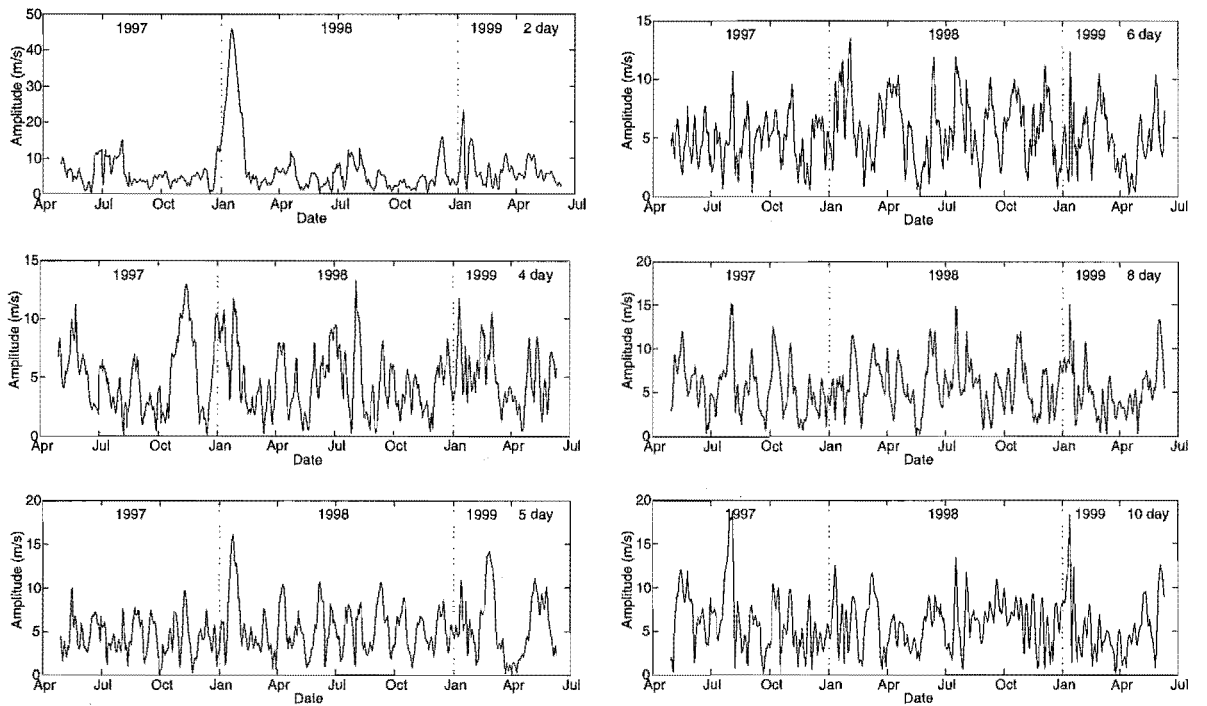 50
1997
1998
1999
2 day
40
30
20
10
0
Amplitude (m/s)
Apr
Jul
Oct
Jan
Apr
Jul
Oct
Jan
Apr
Jul
Date
15
1997
1998
1999
4 day
10
5
0
Amplitude (m/s)
Apr
Jul
Oct
Jan
Apr
Jul
Oct
Jan
Apr
Jul
Date
20
1997
1998
1999
5 day
15
10
5
0
Amplitude (m/s)
Apr
Jul
Oct
Jan
Apr
Jul
Oct
Jan
Apr
Jul
Date
15
1997
1998
1999
6 day
10
5
0
Amplitude (m/s)
Apr
Jul
Oct
Jan
Apr
Jul
Oct
Jan
Apr
Jul
Date
20
1997
1998
1999
8 day
15
10
5
0
Amplitude (m/s)
Apr
Jul
Oct
Jan
Apr
Jul
Oct
Jan
Apr
Jul
Date
20
1997
1998
1999
10 day
15
10
5
0
Amplitude (m/s)
Apr
Jul
Oct
Jan
Apr
Jul
Oct
Jan
Apr
Jul
Date